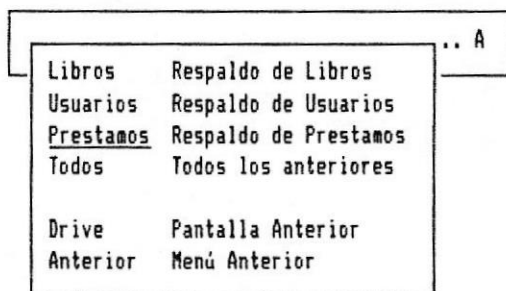 .. A
Libros Respaldo de Libros
Usuarios Respaldo de Usuarios
Prestamos Respaldo de Prestamos
Todos Todos los anteriores
Drive Pantalla Anterior
Anterior Menú Anterior